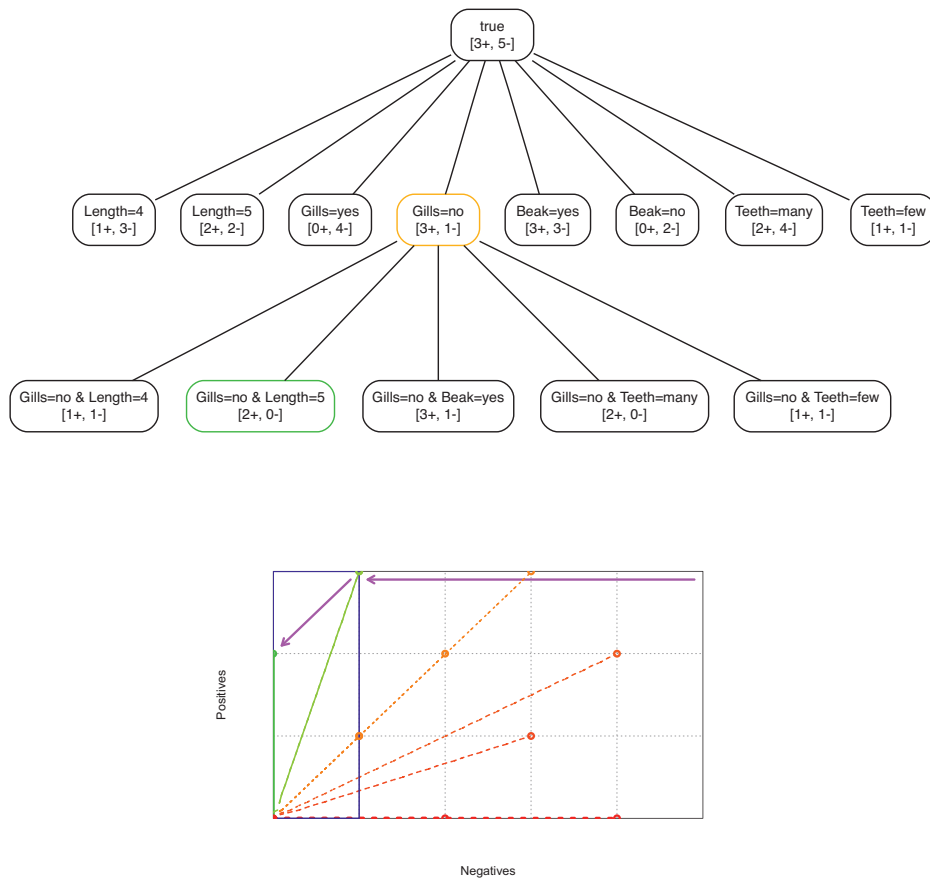 true
[3+, 5-]
Length=4
[1+, 3-]
Length=5
[2+, 2-]
Gills=yes
[0+, 4-]
Gills=no
[3+, 1-]
Beak=yes
[3+, 3-]
Beak=no
[0+, 2-]
Teeth=many
[2+, 4-]
Teeth=few
[1+, 1-]
Gills=no & Length=4
[1+, 1-]
Gills=no & Length=5
[2+, 0-]
Gills=no & Beak=yes
[3+, 1-]
Gills=no & Teeth=many
[2+, 0-]
Gills=no & Teeth=few
[1+, 1-]
Positives
Negatives